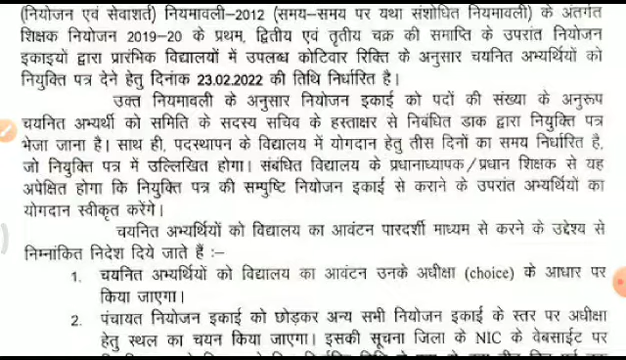 (नियोजन एवं सेवाशर्त) नियमावली–2012 (समय–समय पर यथा संशोधित नियमावली) के अंतर्गत
शिक्षक नियोजन 2019–20 के प्रथम, द्वितीय एवं तृतीय चक्र की समाप्ति के उपरांत नियोजन
इकाइयों द्वारा प्रारंभिक विद्यालयों में उपलब्ध कोटिवार रिक्ति के अनुसार चयनित अभ्यर्थियों को
नियुक्ति पत्र देने हेतु दिनांक 23.02.2022 की तिथि निर्धारित है।
उक्त नियमावली के अनुसार नियोजन इकाई को पदों की संख्या के अनुरूप
चयनित अभ्यर्थी को समिति के सदस्य सचिव के हस्ताक्षर से निबंधित डाक द्वारा नियुक्ति पत्र
भेजा जाना है। साथ ही, पदस्थापन के विद्यालय में योगदान हेतु तीस दिनों का समय निर्धारित है,
जो नियुक्ति पत्र में उल्लिखित होगा। संबंधित विद्यालय के प्रधानाध्यापक/प्रधान शिक्षक से यह
अपेक्षित होगा कि नियुक्ति पत्र की सम्पुष्टि नियोजन इकाई से कराने के उपरांत अभ्यर्थियों का
योगदान स्वीकृत करेंगे।
चयनित अभ्यर्थियों को विद्यालय का आवंटन पारदर्शी माध्यम से करने के उद्देश्य से
निम्नांकित निदेश दिये जाते हैं :–
1. चयनित अभ्यर्थियों को विद्यालय का आवंटन उनके अधीक्षा (choice) के आधार पर
किया जाएगा।
2. पंचायत नियोजन इकाई को छोड़कर अन्य सभी नियोजन इकाई के स्तर पर अधीक्षा
हेतु स्थल का चयन किया जाएगा। इसकी सूचना जिला के NIC के वेबसाईट पर